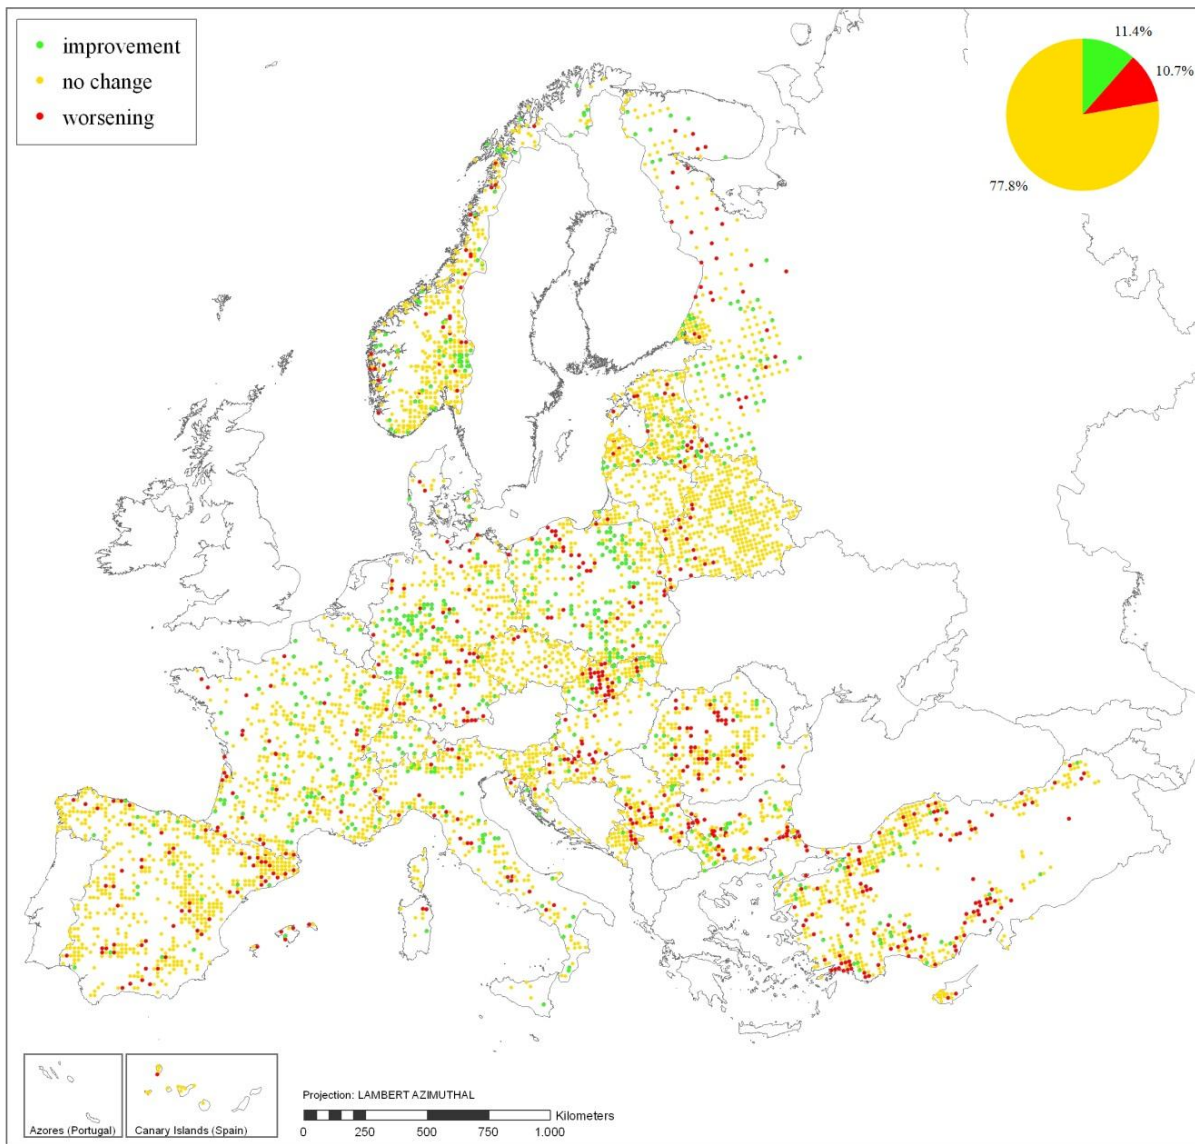 improvement
no change
worsening
11.4%
10.7%
77.8%
Projection: LAMBERT AZIMUTHAL
Kilometers
0 250 500 750 1.000
Azores (Portugal)
Canary Islands (Spain)